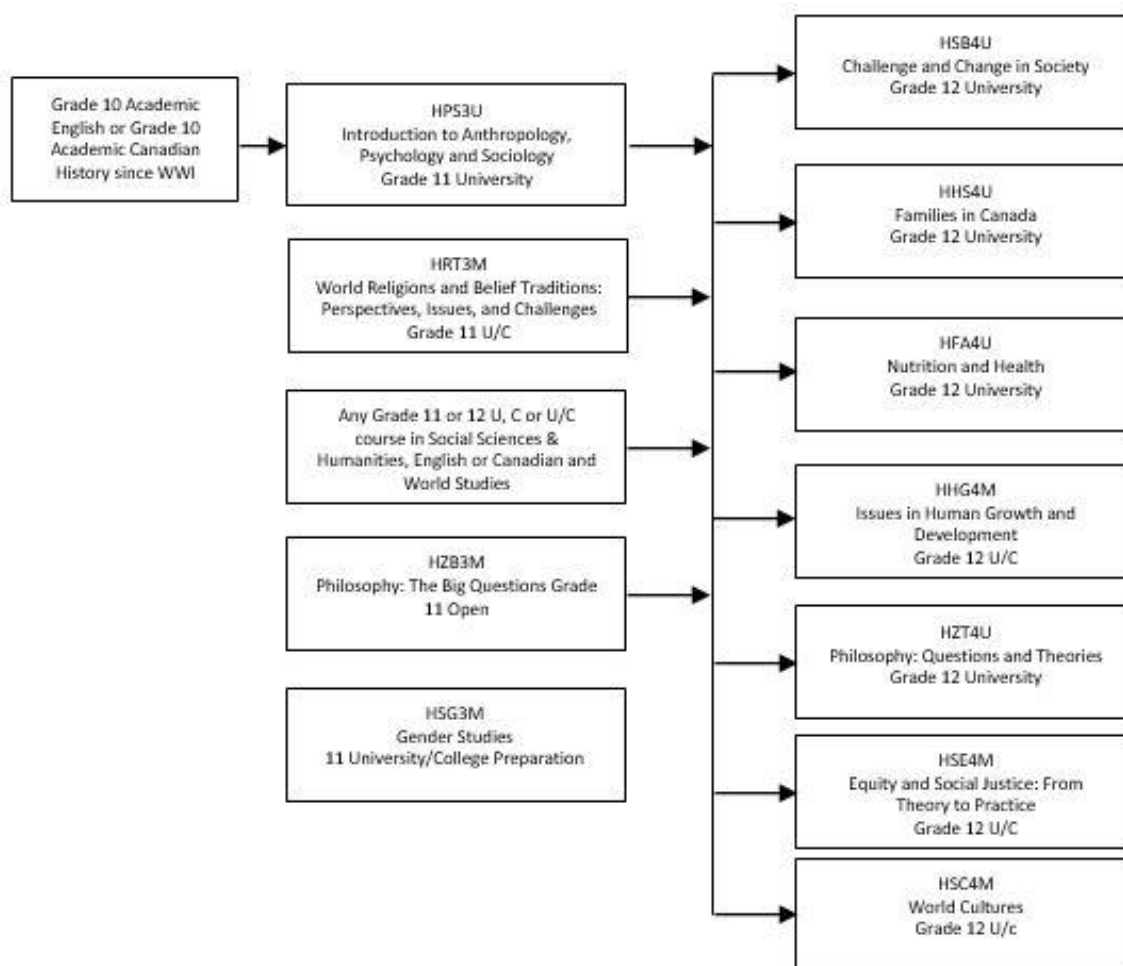 Grade 10 Academic
English or Grade 10
Academic Canadian
History since WWI
HPS3U
Introduction to Anthropology,
Psychology and Sociology
Grade 11 University
HRT3M
World Religions and Belief Traditions:
Perspectives, Issues, and Challenges
Grade 11 U/C
Any Grade 11 or 12 U, C or U/C
course in Social Sciences &
Humanities, English or Canadian and
World Studies
HZB3M
Philosophy: The Big Questions Grade
11 Open
HSG3M
Gender Studies
11 University/College Preparation
HSB4U
Challenge and Change in Society
Grade 12 University
HHS4U
Families in Canada
Grade 12 University
HFA4U
Nutrition and Health
Grade 12 University
HHG4M
Issues in Human Growth and
Development
Grade 12 U/C
HZT4U
Philosophy: Questions and Theories
Grade 12 University
HSE4M
Equity and Social Justice: From
Theory to Practice
Grade 12 U/C
HSC4M
World Cultures
Grade 12 U/c